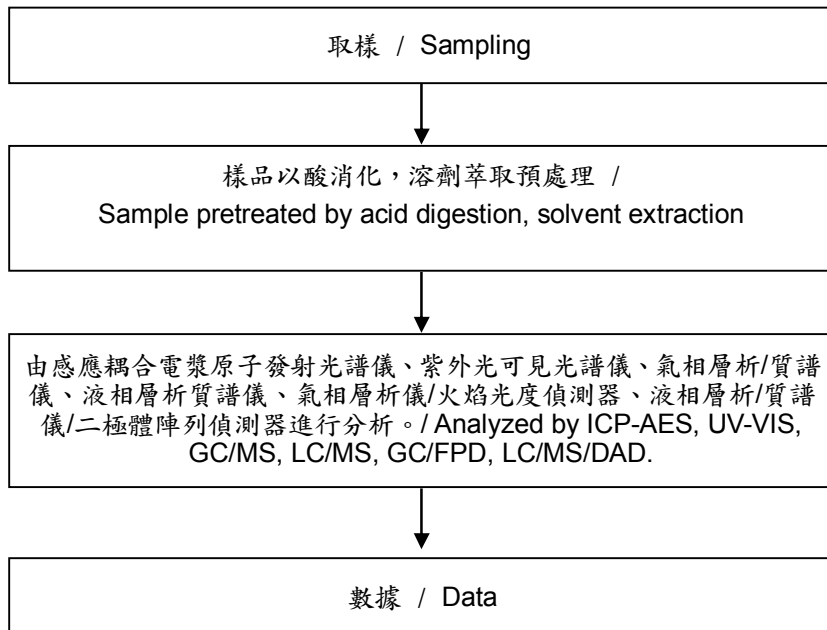 取樣 / Sampling
樣品以酸消化，溶劑萃取預處理 /
Sample pretreated by acid digestion, solvent extraction
由感應耦合電漿原子發射光譜儀、紫外光可見光譜儀、氣相層析/質譜
儀、液相層析質譜儀、氣相層析儀/火焰光度偵測器、液相層析/質譜
儀/二極體陣列偵測器進行分析。/ Analyzed by ICP-AES, UV-VIS,
GC/MS, LC/MS, GC/FPD, LC/MS/DAD.
數據 / Data